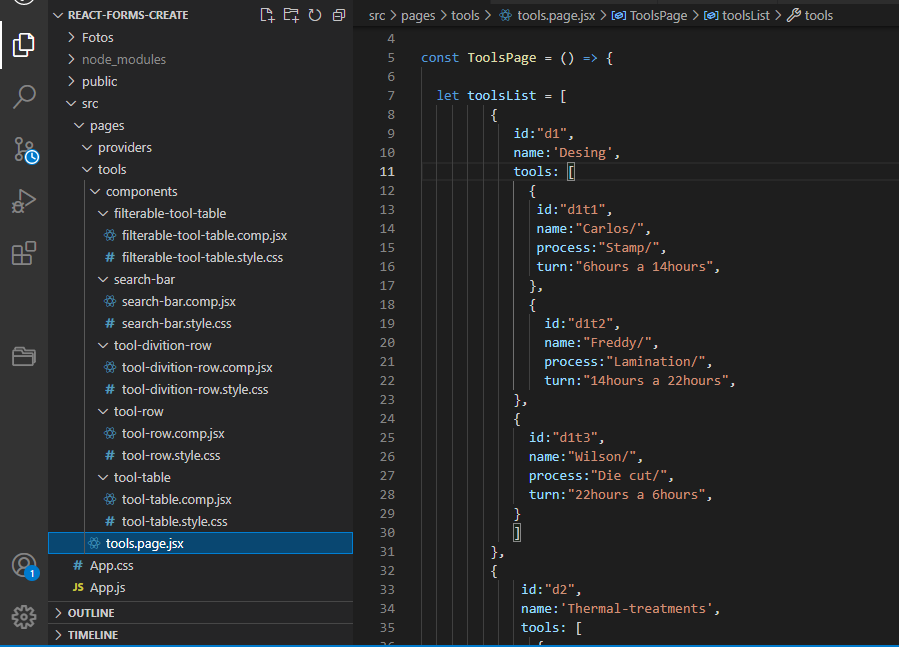 REACT-FORMS-CREATE
Fotos
node_modules
public
src
pages
providers
tools
components
filterable-tool-table
filterable-tool-table.comp.jsx
# filterable-tool-table.style.css
search-bar
search-bar.comp.jsx
# search-bar.style.css
tool-divition-row
tool-divition-row.comp.jsx
# tool-divition-row.style.css
tool-row
tool-row.comp.jsx
# tool-row.style.css
tool-table
tool-table.comp.jsx
# tool-table.style.css
tools.page.jsx
# App.css
JS App.js
OUTLINE
TIMELINE
1
src > pages > tools > tools.page.jsx > ToolsPage > toolsList > tools
4
5 const ToolsPage = () => {
6
7 let toolsList = [
8 {
9 id:"d1",
10 name:'Desing',
11 tools: [
12 {
13 id:"d1t1",
14 name:"Carlos/",
15 process:"Stamp/",
16 turn:"6hours a 14hours",
17 },
18 {
19 id:"d1t2",
20 name:"Freddy/",
21 process:"Lamination/",
22 turn:"14hours a 22hours",
23 },
24 {
25 id:"d1t3",
26 name:"Wilson/",
27 process:"Die cut/",
28 turn:"22hours a 6hours",
29 }
30 ]
31 },
32 {
33 id:"d2",
34 name:'Thermal-treatments',
35 tools: [